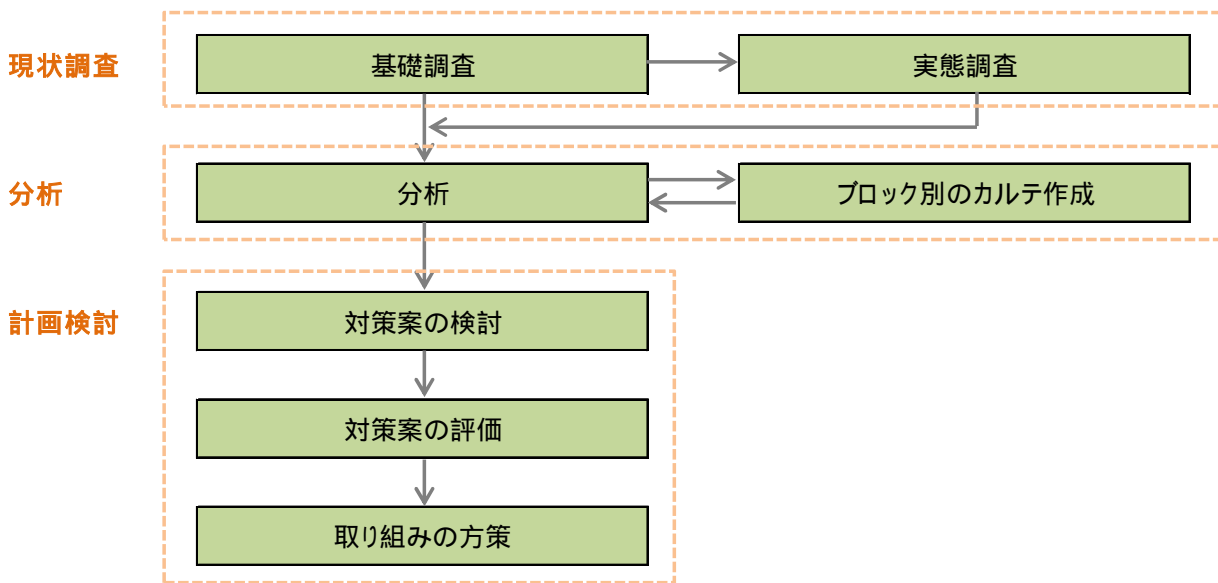 現状調査
基礎調査
実態調査
分析
分析
ブロック別のカルテ作成
計画検討
対策案の検討
対策案の評価
取り組みの方策